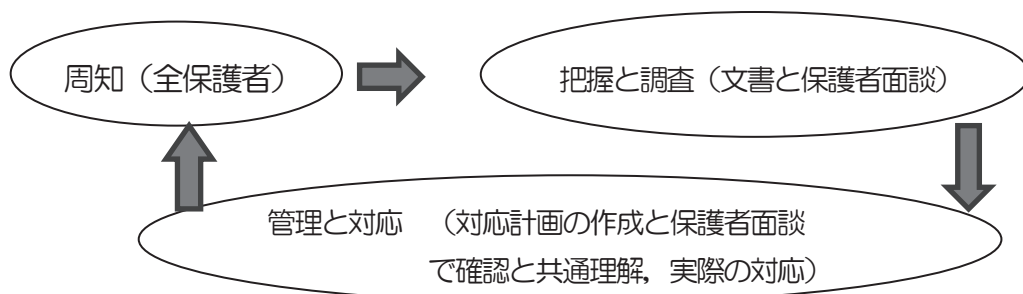 周知（全保護者）
把握と調査（文書と保護者面談）
管理と対応　（対応計画の作成と保護者面談
で確認と共通理解，実際の対応）